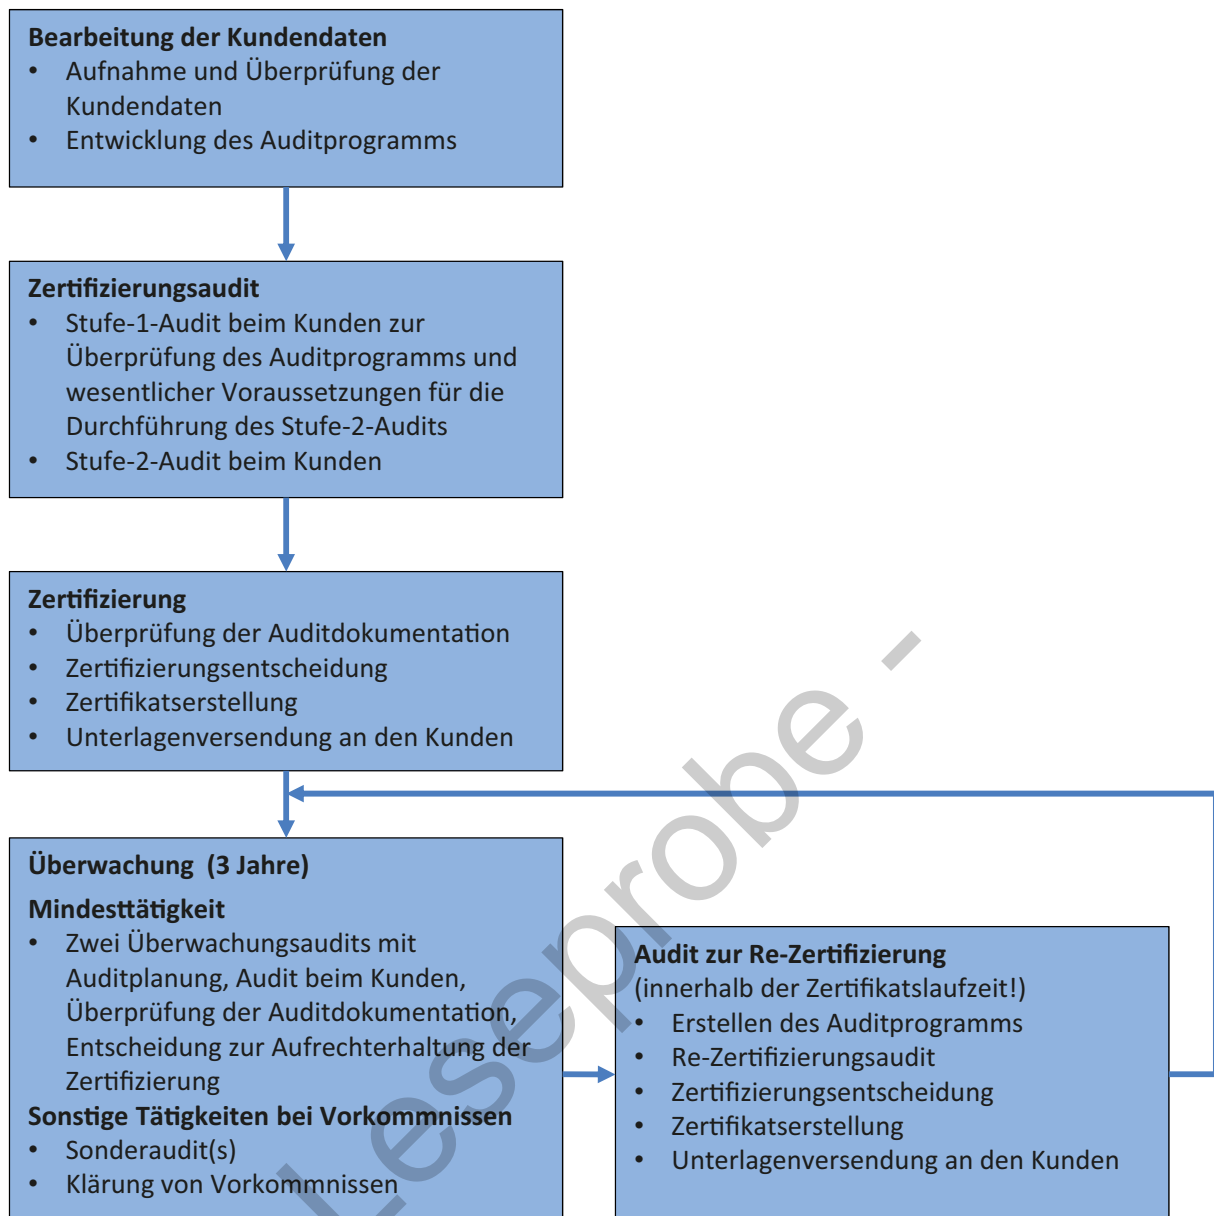 Bearbeitung der Kundendaten
• Aufnahme und Überprüfung der
Kundendaten
• Entwicklung des Auditprogramms
Zertifizierungsaudit
• Stufe-1-Audit beim Kunden zur
Überprüfung des Auditprogramms und
wesentlicher Voraussetzungen für die
Durchführung des Stufe-2-Audits
• Stufe-2-Audit beim Kunden
Zertifizierung
• Überprüfung der Auditdokumentation
• Zertifizierungsentscheidung
• Zertifikatserstellung
• Unterlagenversendung an den Kunden
Überwachung (3 Jahre)
Mindesttätigkeit
• Zwei Überwachungsaudits mit
Auditplanung, Audit beim Kunden,
Überprüfung der Auditdokumentation,
Entscheidung zur Aufrechterhaltung der
Zertifizierung
Sonstige Tätigkeiten bei Vorkommnissen
• Sonderaudit(s)
• Klärung von Vorkommnissen
Audit zur Re-Zertifizierung
(innerhalb der Zertifikatslaufzeit!)
• Erstellen des Auditprogramms
• Re-Zertifizierungsaudit
• Zertifizierungsentscheidung
• Zertifikatserstellung
• Unterlagenversendung an den Kunden
Leseprobe -